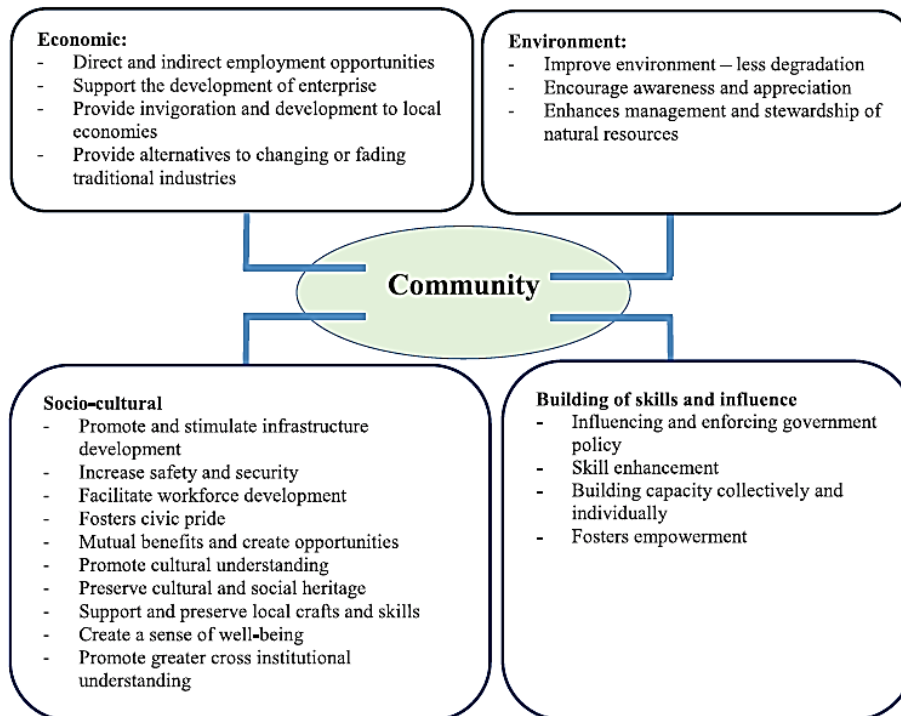 Economic:
- Direct and indirect employment opportunities
- Support the development of enterprise
- Provide invigoration and development to local
economies
- Provide alternatives to changing or fading
traditional industries
Environment:
- Improve environment – less degradation
- Encourage awareness and appreciation
- Enhances management and stewardship of
natural resources
Community
Socio-cultural
- Promote and stimulate infrastructure
development
- Increase safety and security
- Facilitate workforce development
- Fosters civic pride
- Mutual benefits and create opportunities
- Promote cultural understanding
- Preserve cultural and social heritage
- Support and preserve local crafts and skills
- Create a sense of well-being
- Promote greater cross institutional
understanding
Building of skills and influence
- Influencing and enforcing government
policy
- Skill enhancement
- Building capacity collectively and
individually
- Fosters empowerment